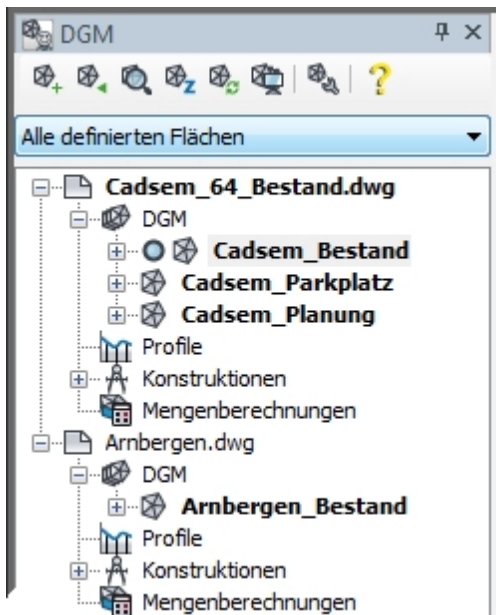 DGM
Alle definierten Flächen
Cadsem_64_Bestand.dwg
DGM
Cadsem_Bestand
Cadsem_Parkplatz
Cadsem_Planung
Profile
Konstruktionen
Mengenberechnungen
Arnbergen.dwg
DGM
Arnbergen_Bestand
Profile
Konstruktionen
Mengenberechnungen